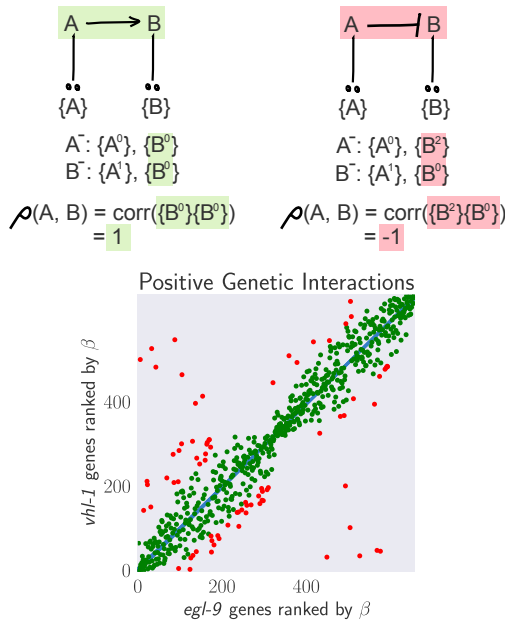 A B
{A} {B}
A⁻: {A⁰}, {B⁰}
B⁻: {A¹}, {B⁰}
ρ(A, B) = corr({B⁰}{B⁰})
= 1
A B
{A} {B}
A⁻: {A⁰}, {B²}
B⁻: {A¹}, {B⁰}
ρ(A, B) = corr({B²}{B⁰})
= -1
Positive Genetic Interactions
vhl-1 genes ranked by β
400
200
0
0 200 400
egl-9 genes ranked by β